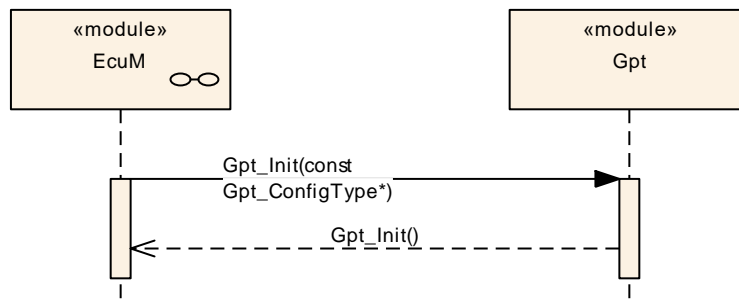 «module»
EcuM
«module»
Gpt
Gpt_Init(const
Gpt_ConfigType*)
Gpt_Init()